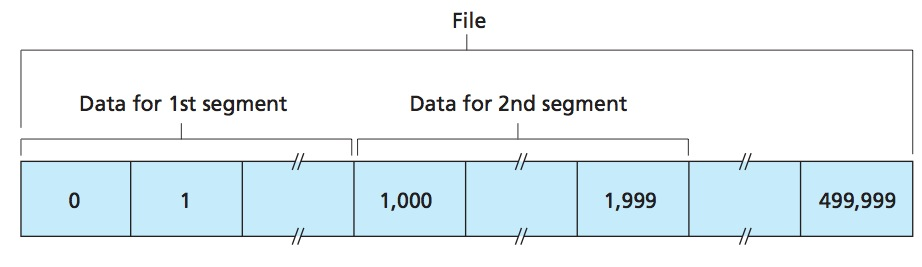 File
Data for 1st segment Data for 2nd segment
0 1 1,000 1,999 499,999